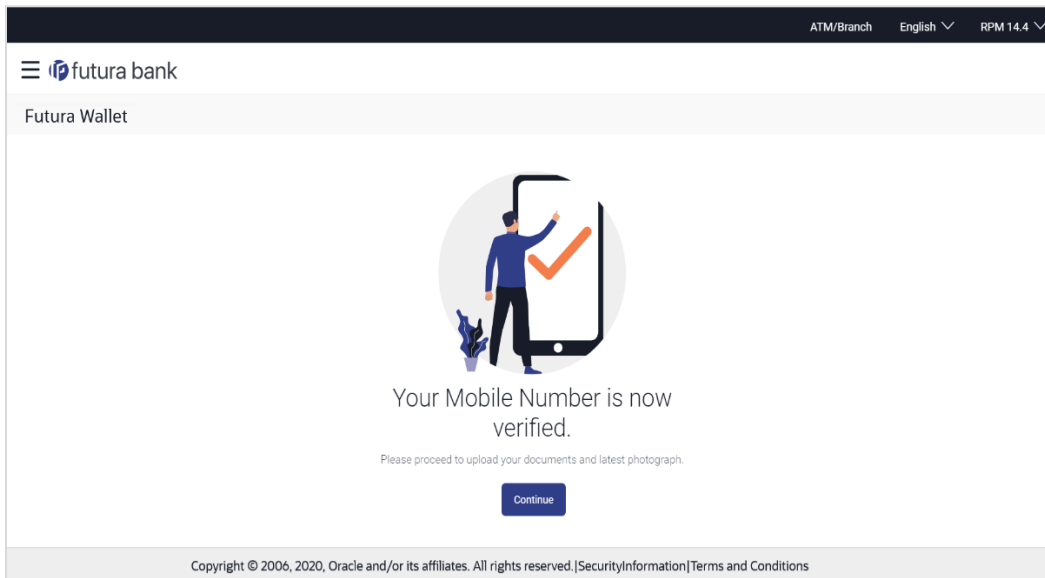 ATM/Branch English RPM 14.4
futura bank
Futura Wallet
Your Mobile Number is now
verified.
Please proceed to upload your documents and latest photograph.
Continue
Copyright © 2006, 2020, Oracle and/or its affiliates. All rights reserved.|SecurityInformation|Terms and Conditions